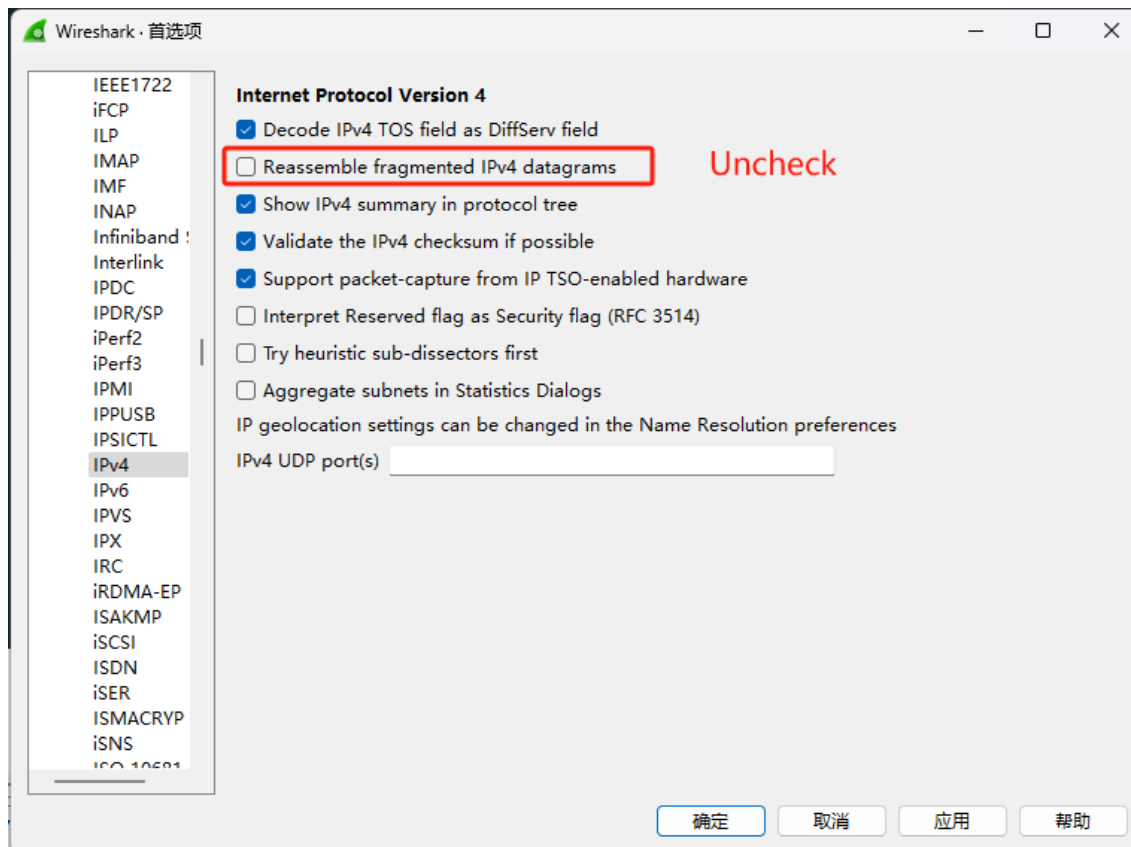 Wireshark · 首选项
IEEE1722
iFCP
ILP
IMAP
IMF
INAP
Infiniband
Interlink
IPDC
IPDR/SP
iPerf2
iPerf3
IPMI
IPPUSB
IPSICTL
IPv4
IPv6
IPVS
IPX
IRC
iRDMA-EP
ISAKMP
iSCSI
ISDN
iSER
ISMACRYP
iSNS
ISO 10681
Internet Protocol Version 4
Decode IPv4 TOS field as DiffServ field
Reassemble fragmented IPv4 datagrams
Uncheck
Show IPv4 summary in protocol tree
Validate the IPv4 checksum if possible
Support packet-capture from IP TSO-enabled hardware
Interpret Reserved flag as Security flag (RFC 3514)
Try heuristic sub-dissectors first
Aggregate subnets in Statistics Dialogs
IP geolocation settings can be changed in the Name Resolution preferences
IPv4 UDP port(s)
确定
取消
应用
帮助